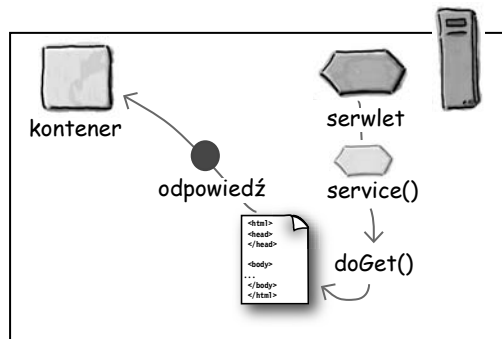 kontener
serwlet
service()
odpowiedź
doGet()
<html>
<head>
</head>
<body>
...
</body>
</html>